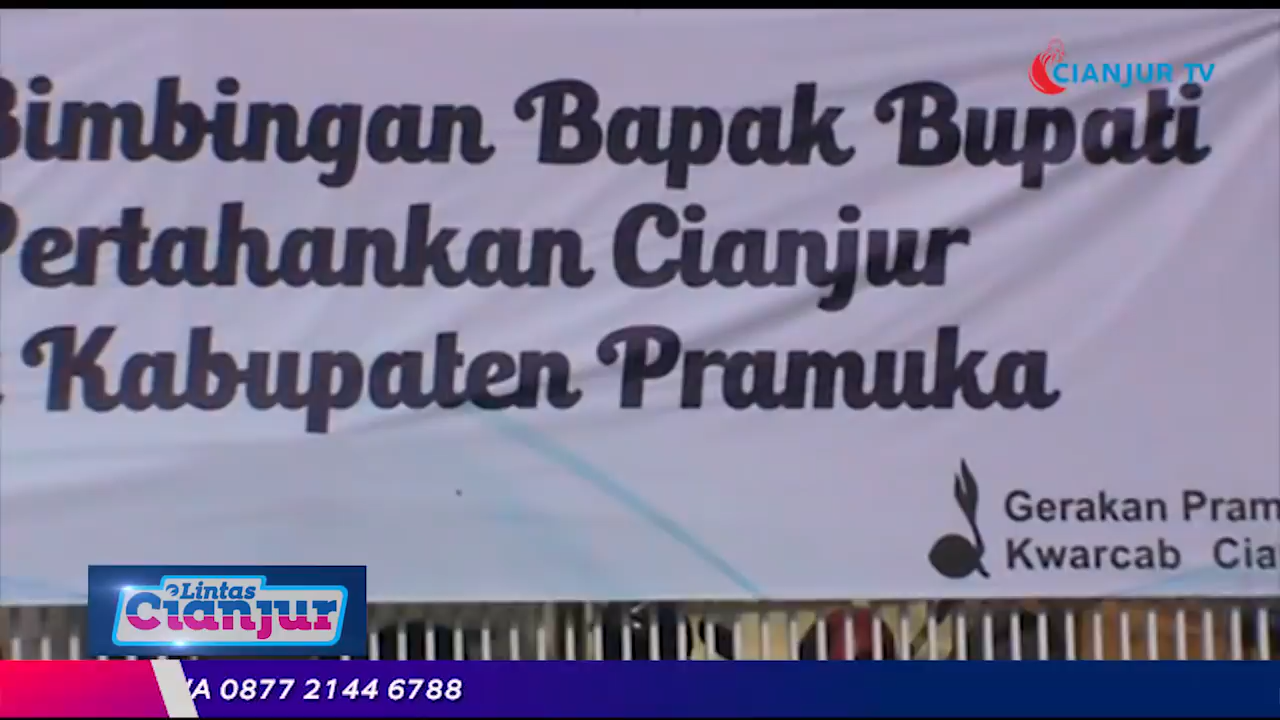 CIANJUR TV
Bimbingan Bapak Bupati
Pertahankan Cianjur
Kabupaten Pramuka
Gerakan Pram
Kwarcab Cia
Lintas
Cianjur
0877 2144 6788